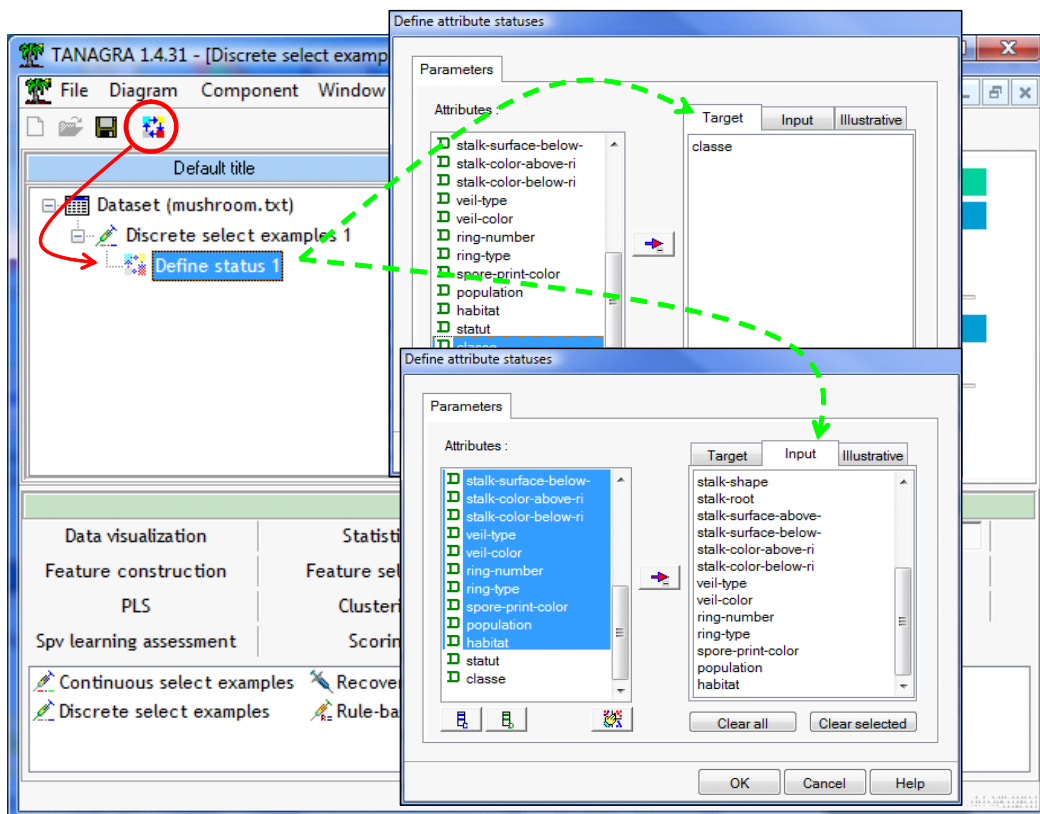 Define attribute statuses
TANAGRA 1.4.31 - [Discrete select examp
File Diagram Component Window
Default title
Dataset (mushroom.txt)
Discrete select examples 1
Define status 1
Parameters
Attributes :
stalk-surface-below-
stalk-color-above-ri
stalk-color-below-ri
veil-type
veil-color
ring-number
ring-type
spore-print-color
population
habitat
statut
classe
Target Input Illustrative
classe
Define attribute statuses
Parameters
Attributes :
stalk-surface-below-
stalk-color-above-ri
stalk-color-below-ri
veil-type
veil-color
ring-number
ring-type
spore-print-color
population
habitat
statut
classe
Target Input Illustrative
stalk-shape
stalk-root
stalk-surface-above-
stalk-surface-below-
stalk-color-above-ri
stalk-color-below-ri
veil-type
veil-color
ring-number
ring-type
spore-print-color
population
habitat
Clear all Clear selected
OK Cancel Help
Data visualization Statisti
Feature construction Feature sel
PLS Clusteri
Spv learning assessment Scorin
Continuous select examples Recover
Discrete select examples Rule-ba